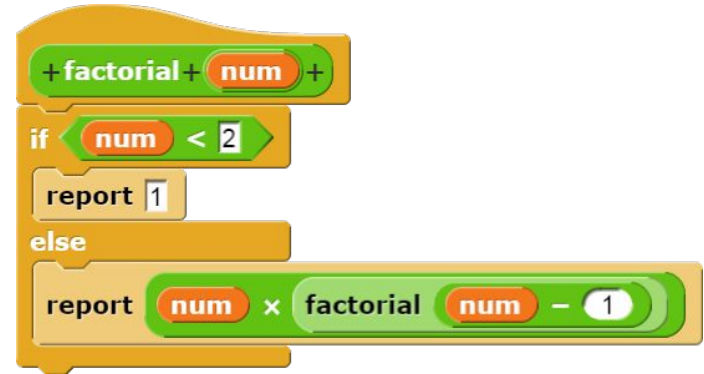 +factorial+ num +
if num < 2
report 1
else
report num × factorial num − 1